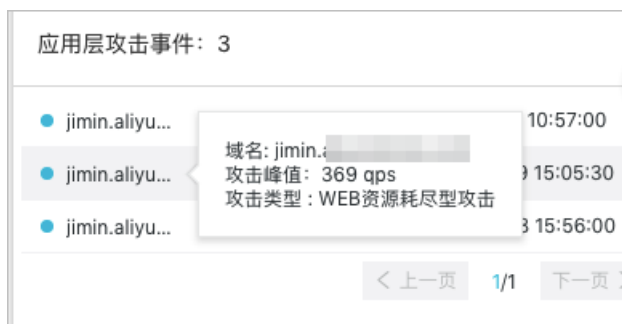 应用层攻击事件：3
jimin.aliyu... 10:57:00
域名: jimin.
攻击峰值：369 qps
攻击类型 : WEB资源耗尽型攻击
jimin.aliyu... 15:05:30
jimin.aliyu... 15:56:00
< 上一页 1/1 下一页